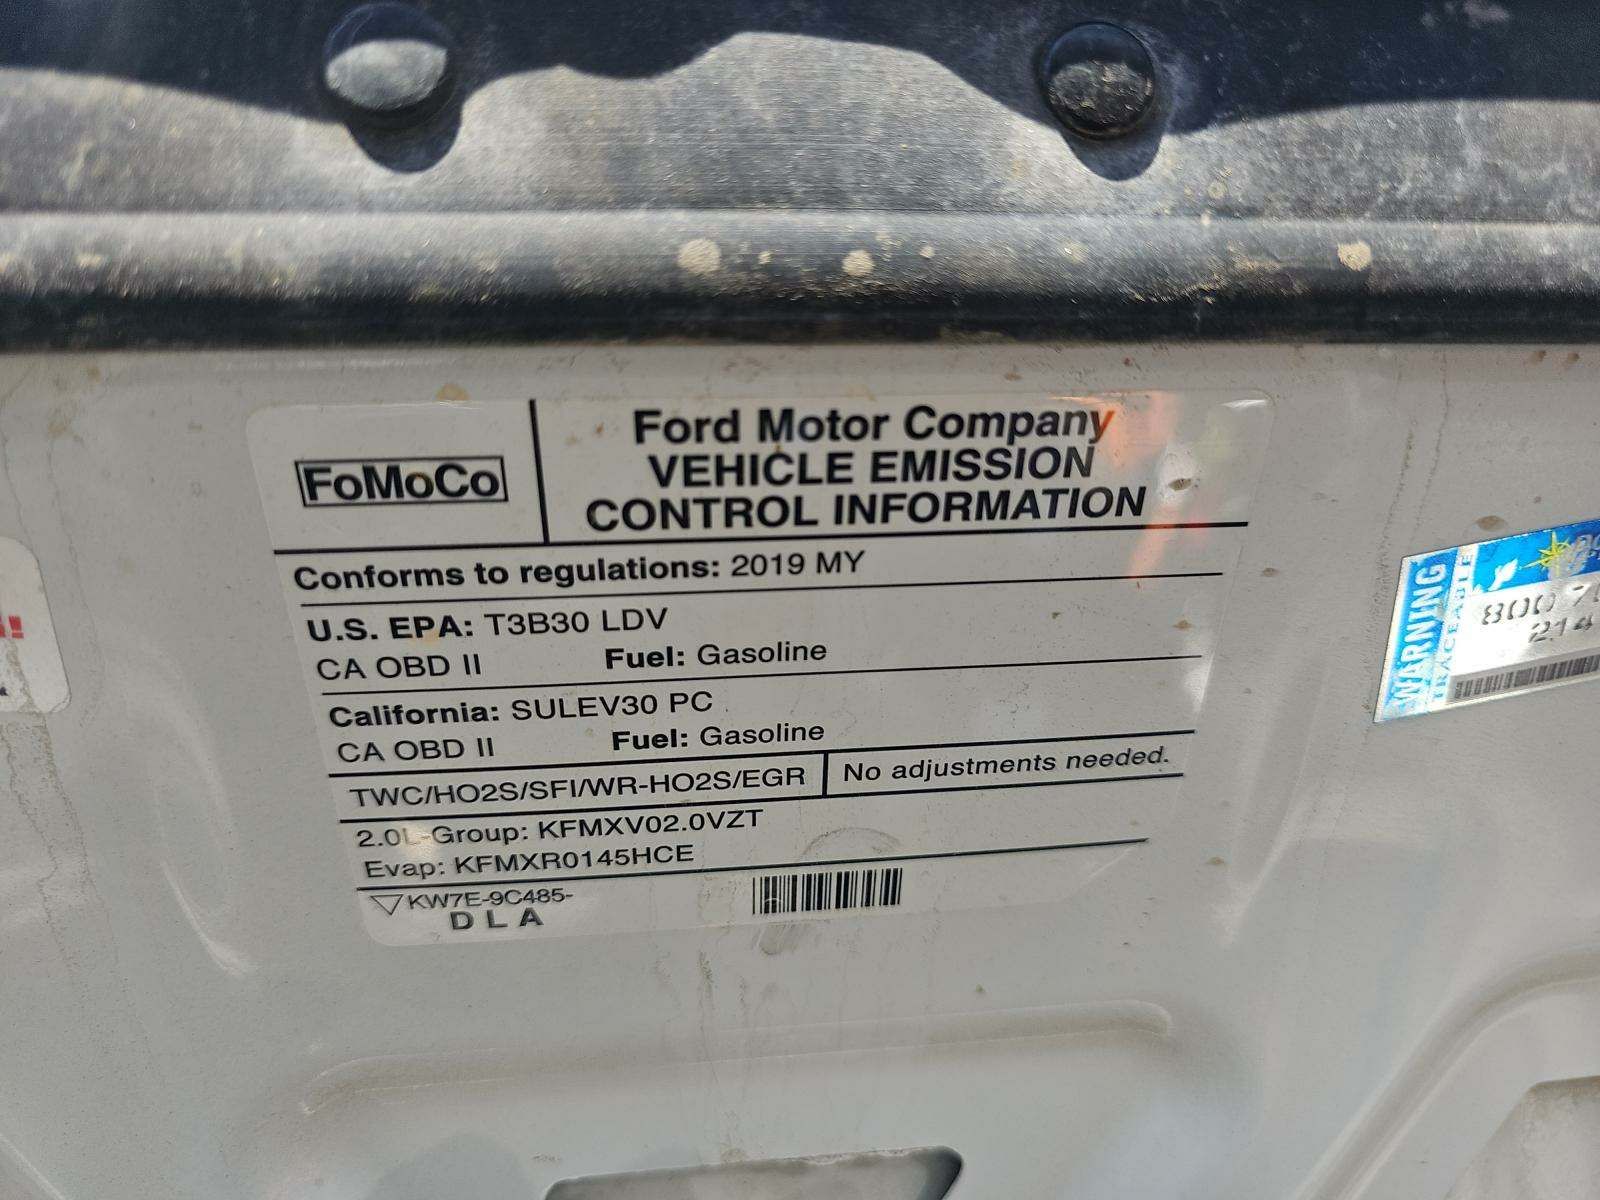 FoMoCo
Ford Motor Company
VEHICLE EMISSION
CONTROL INFORMATION
Conforms to regulations: 2019 MY
U.S. EPA: T3B30 LDV
CA OBD II Fuel: Gasoline
California: SULEV30 PC
CA OBD II Fuel: Gasoline
TWC/HO2S/SFI/WR-HO2S/EGR No adjustments needed.
2.0L-Group: KFMXV02.0VZT
Evap: KFMXR0145HCE
KW7E-9C485-
DLA
WARNING
TRACEABLE